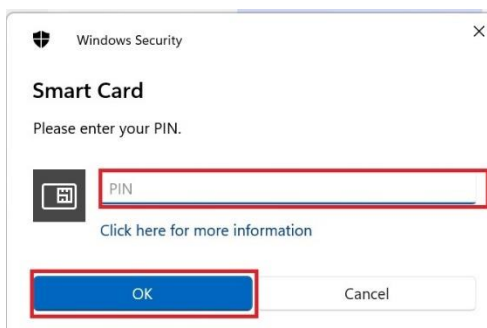 Windows Security
Smart Card
Please enter your PIN.
PIN
Click here for more information
OK
Cancel